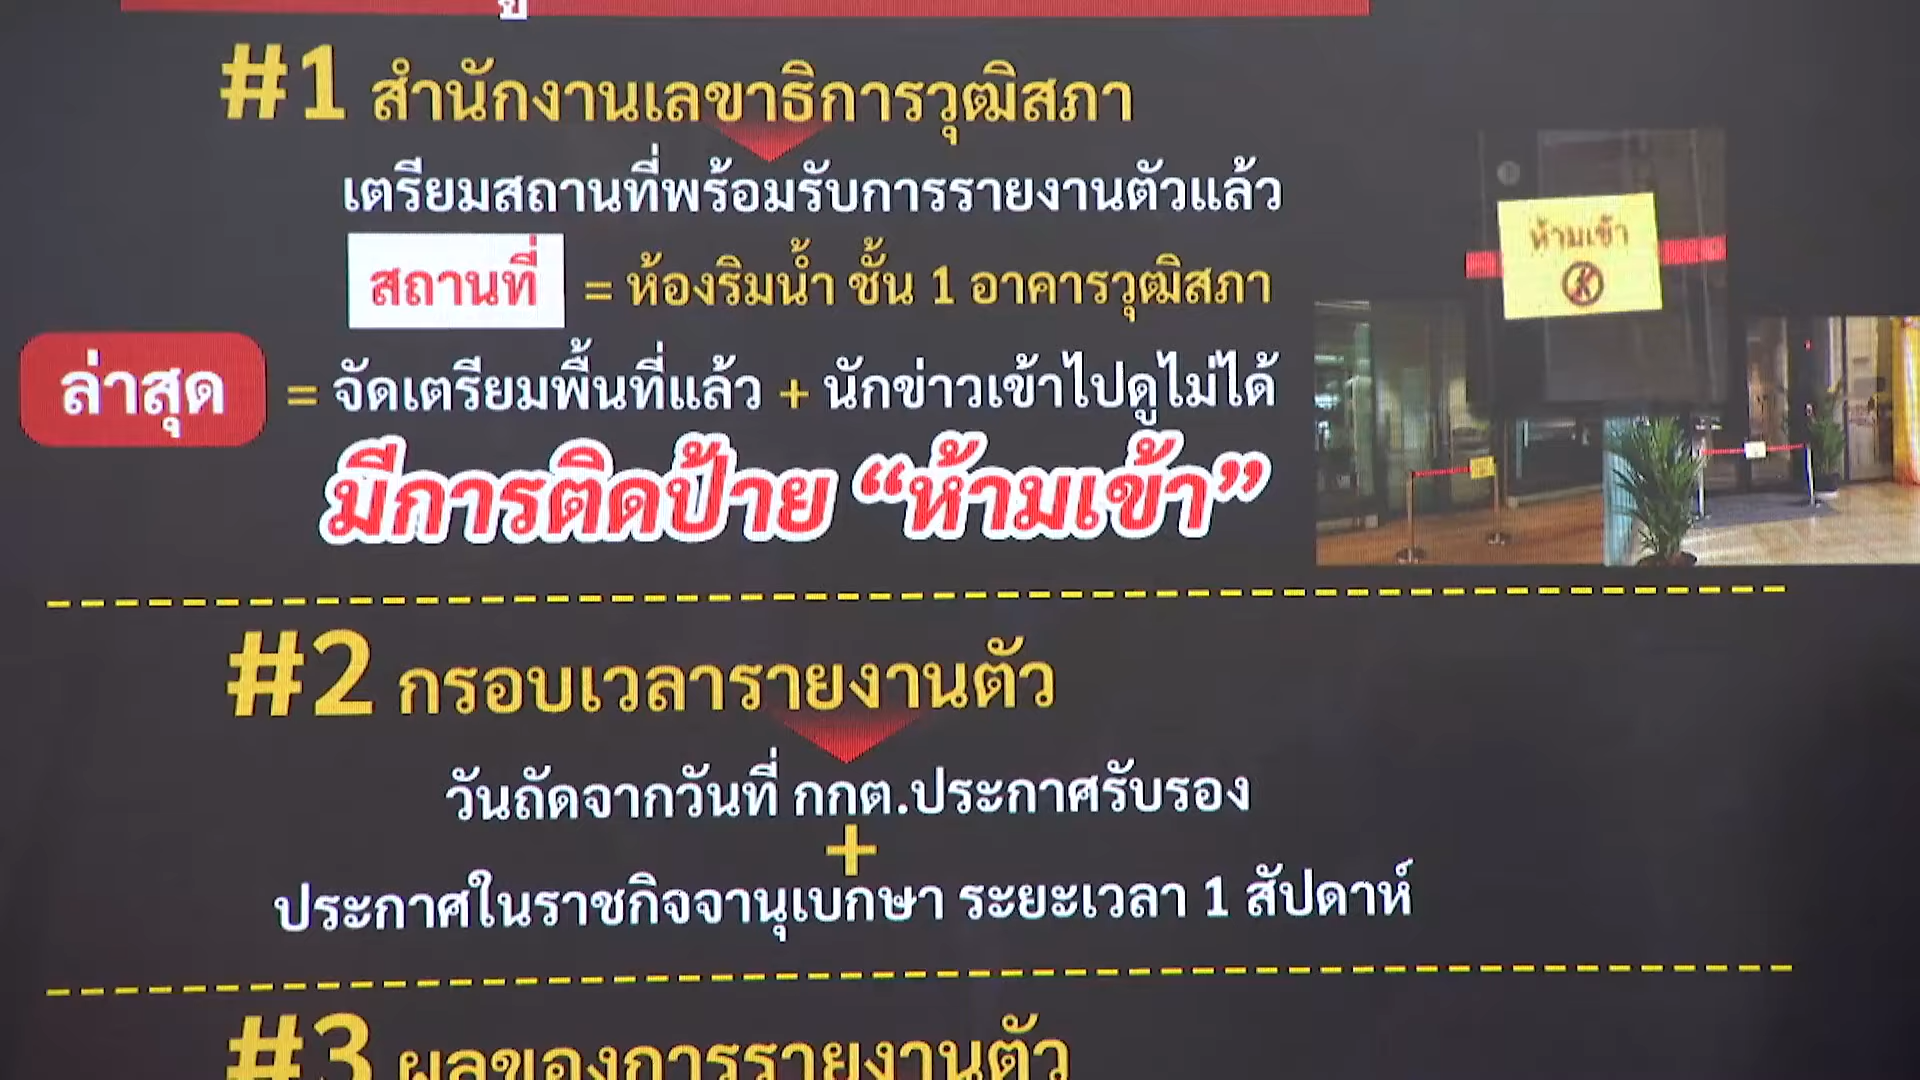 #1 สำนักงานเลขาธิการวุฒิสภา
เตรียมสถานที่พร้อมรับการรายงานตัวแล้ว
สถานที่ = ห้องริมน้ำ ชั้น 1 อาคารวุฒิสภา
ห้ามเข้า
ล่าสุด = จัดเตรียมพื้นที่แล้ว + นักข่าวเข้าไปดูไม่ได้
มีการติดป้าย “ห้ามเข้า”
#2 กรอบเวลารายงานตัว
วันถัดจากวันที่ กกต.ประกาศรับรอง
+
ประกาศในราชกิจจานุเบกษา ระยะเวลา 1 สัปดาห์
#3 ผลของการรายงานตัว